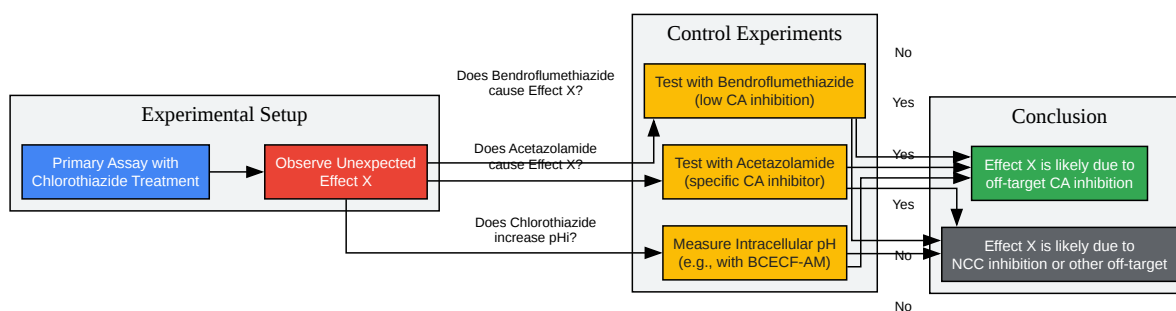 Experimental Setup
Primary Assay with
Chlorothiazide Treatment
Observe Unexpected
Effect X
Does Bendroflumethiazide
cause Effect X?
Does Acetazolamide
cause Effect X?
Does Chlorothiazide
increase pHi?
Control Experiments
Test with Bendroflumethiazide
(low CA inhibition)
Test with Acetazolamide
(specific CA inhibitor)
Measure Intracellular pH
(e.g., with BCECF-AM)
No
Yes
Yes
Yes
No
No
Conclusion
Effect X is likely due to
off-target CA inhibition
Effect X is likely due to
NCC inhibition or other off-target